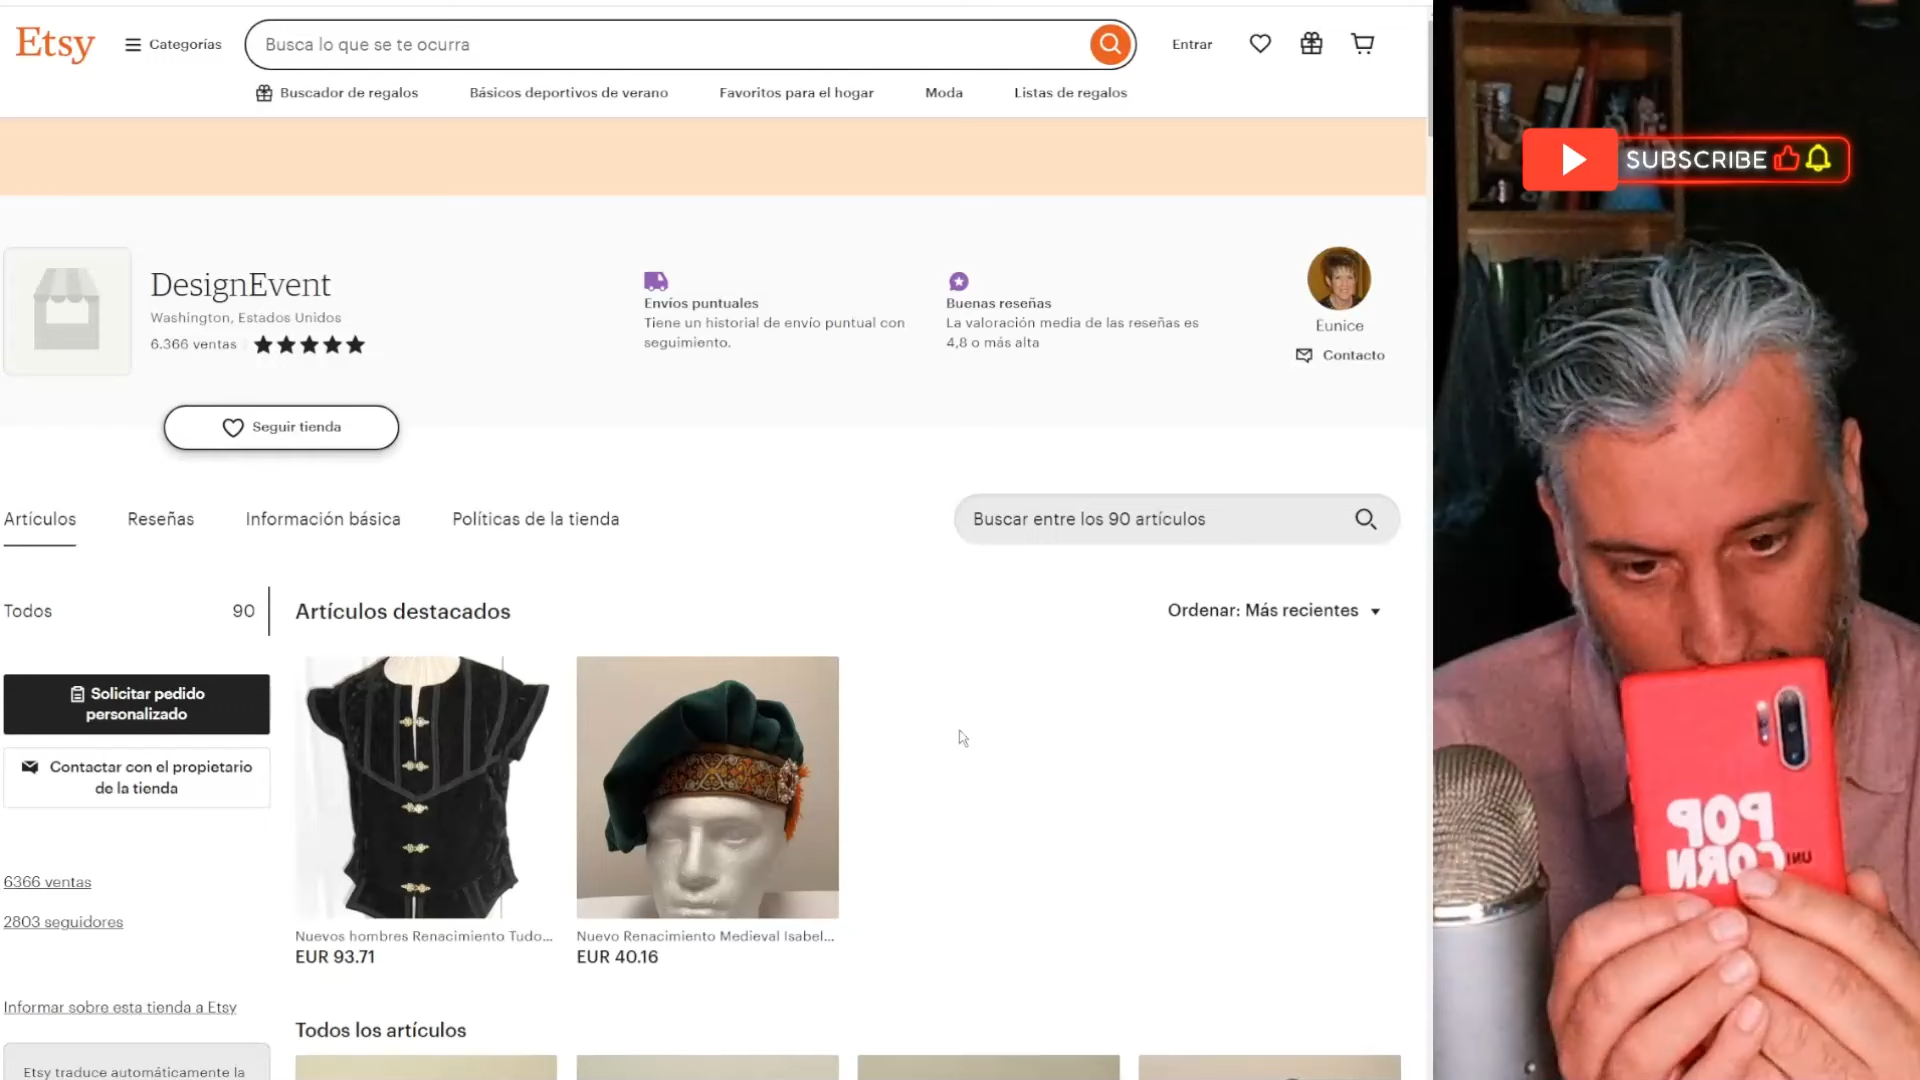 Etsy
Categorías
Busca lo que se te ocurra
Entrar
Buscador de regalos
Básicos deportivos de verano
Favoritos para el hogar
Moda
Listas de regalos
SUBSCRIBE
DesignEvent
Washington, Estados Unidos
6.366 ventas
Envíos puntuales
Tiene un historial de envío puntual con
seguimiento.
Buenas reseñas
La valoración media de las reseñas es
4,8 o más alta
Eunice
Contacto
Seguir tienda
Artículos
Reseñas
Información básica
Políticas de la tienda
Buscar entre los 90 artículos
Todos 90
Artículos destacados
Ordenar: Más recientes
Solicitar pedido
personalizado
Contactar con el propietario
de la tienda
6366 ventas
2803 seguidores
Informar sobre esta tienda a Etsy
Etsy traduce automáticamente la
Nuevos hombres Renacimiento Tudo...
EUR 93.71
Nuevo Renacimiento Medieval Isabel...
EUR 40.16
Todos los artículos
POP
CORN
UNI